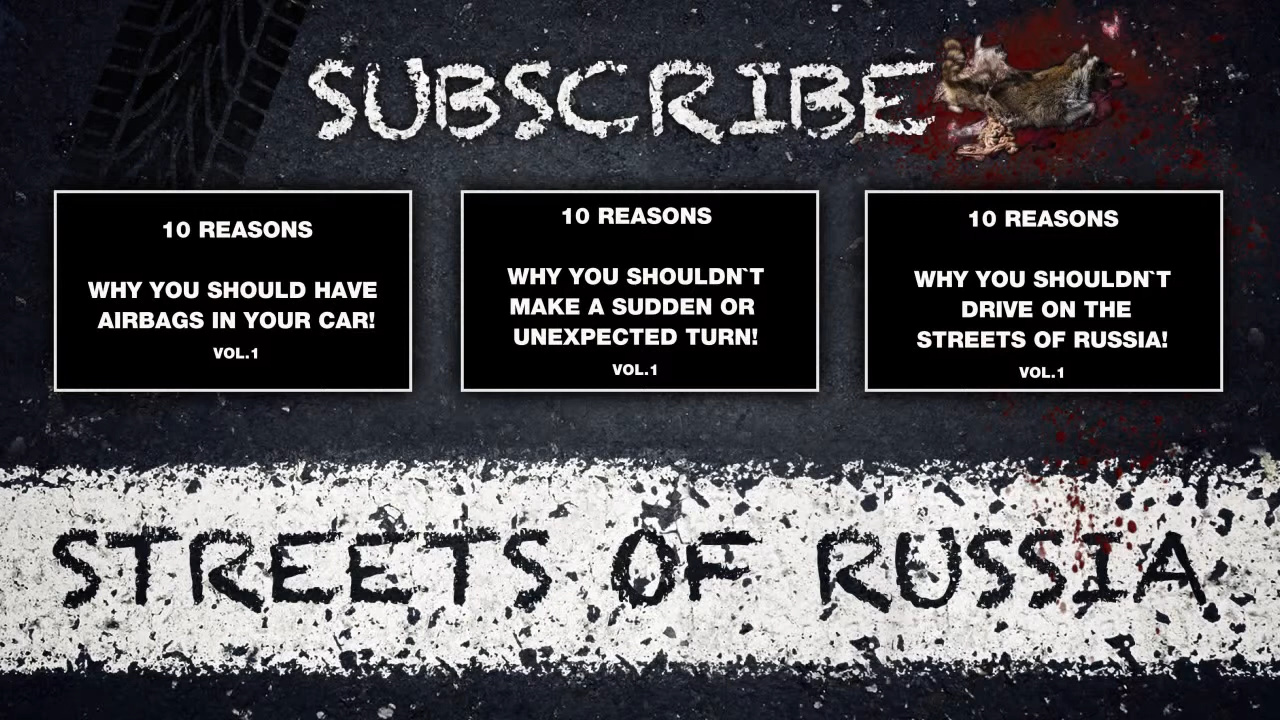 SUBSCRIBE
10 REASONS
WHY YOU SHOULD HAVE
AIRBAGS IN YOUR CAR!
VOL.1
10 REASONS
WHY YOU SHOULDN`T
MAKE A SUDDEN OR
UNEXPECTED TURN!
VOL.1
10 REASONS
WHY YOU SHOULDN`T
DRIVE ON THE
STREETS OF RUSSIA!
VOL.1
STREETS OF RUSSIA